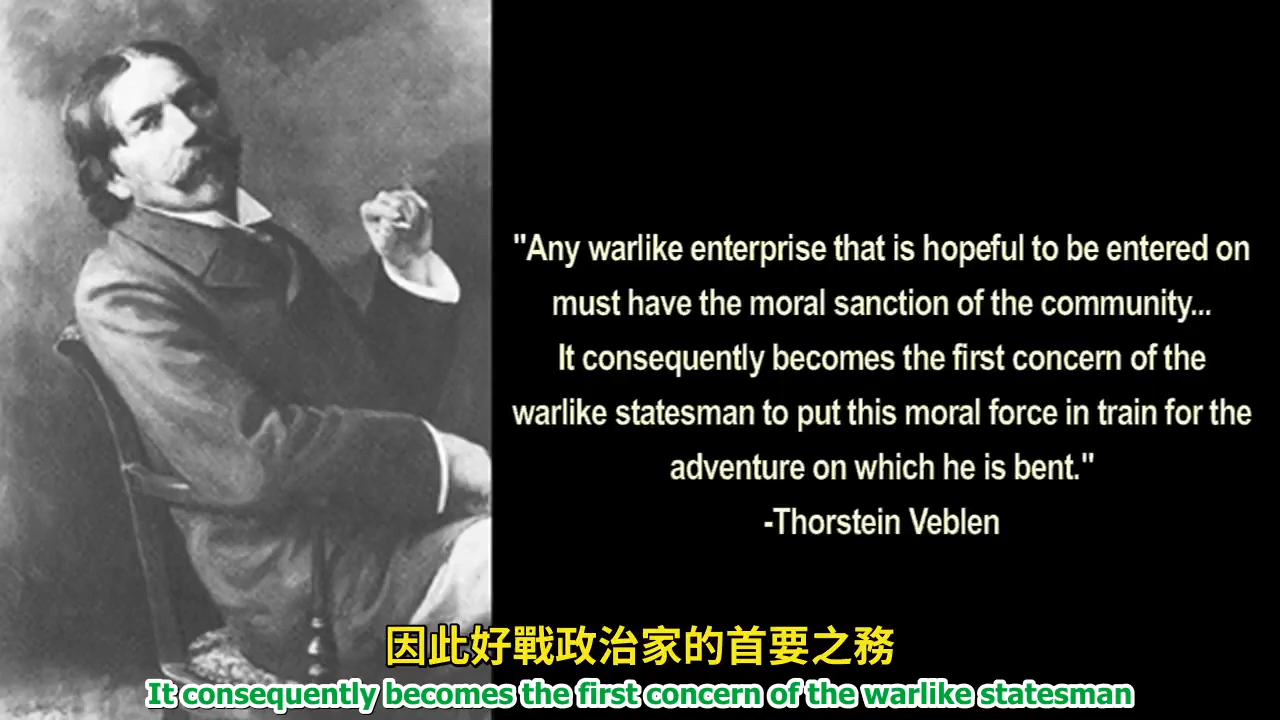 "Any warlike enterprise that is hopeful to be entered on
must have the moral sanction of the community...
It consequently becomes the first concern of the
warlike statesman to put this moral force in train for the
adventure on which he is bent."
-Thorstein Veblen
因此好戰政治家的首要之務
It consequently becomes the first concern of the warlike statesman